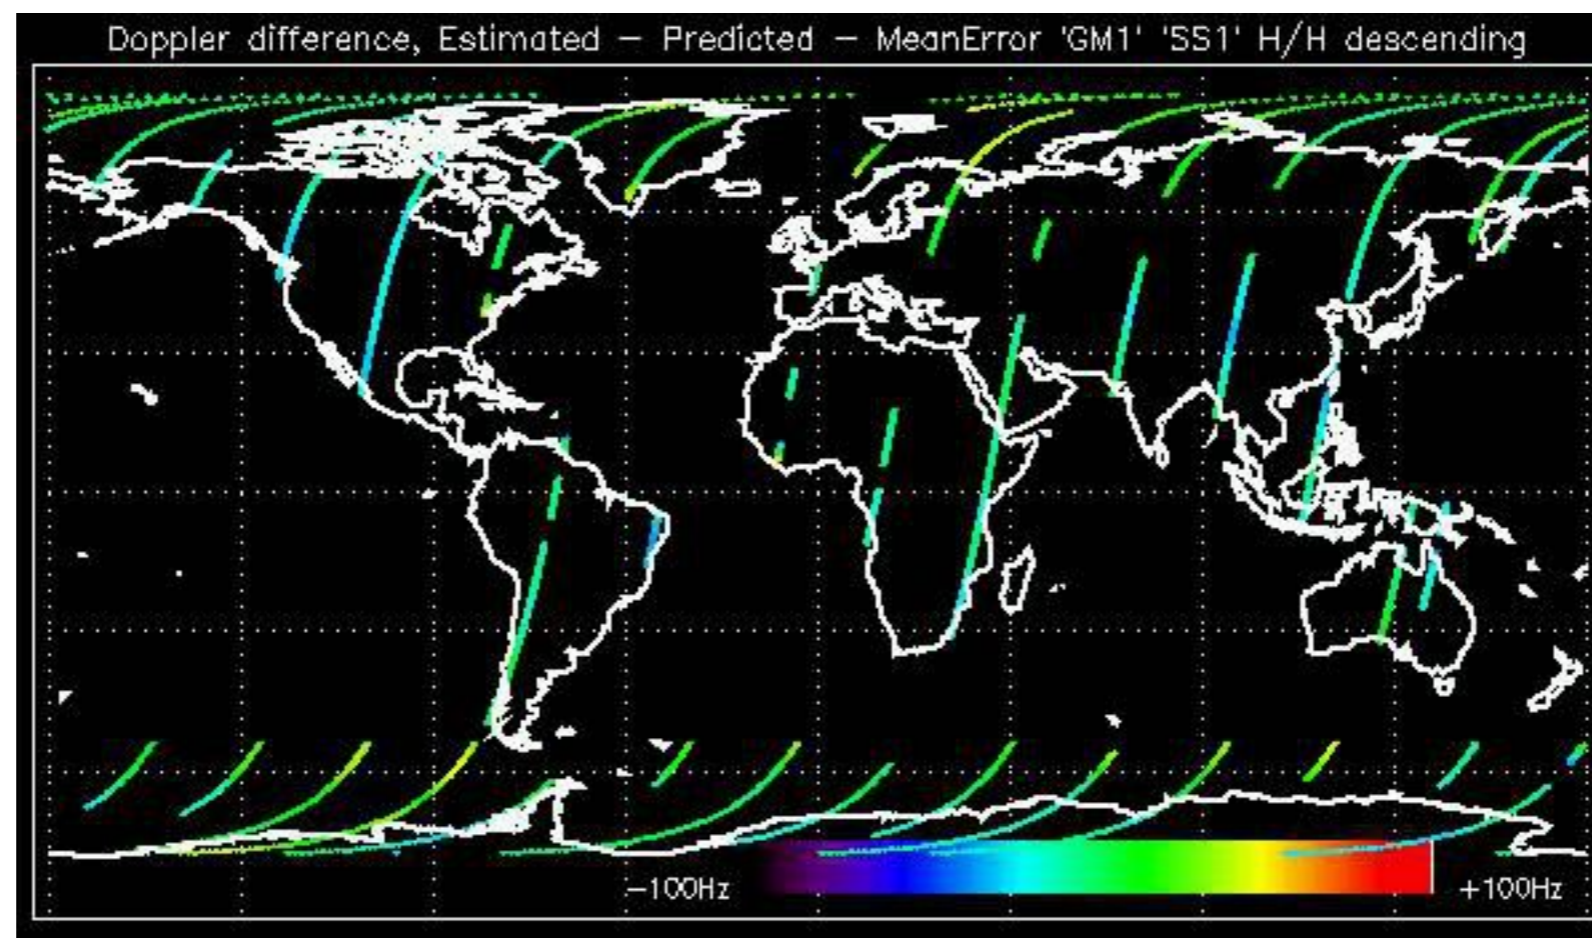 Doppler difference, Estimated – Predicted – MeanError 'GM1' 'SS1' H/H descending
–100Hz +100Hz